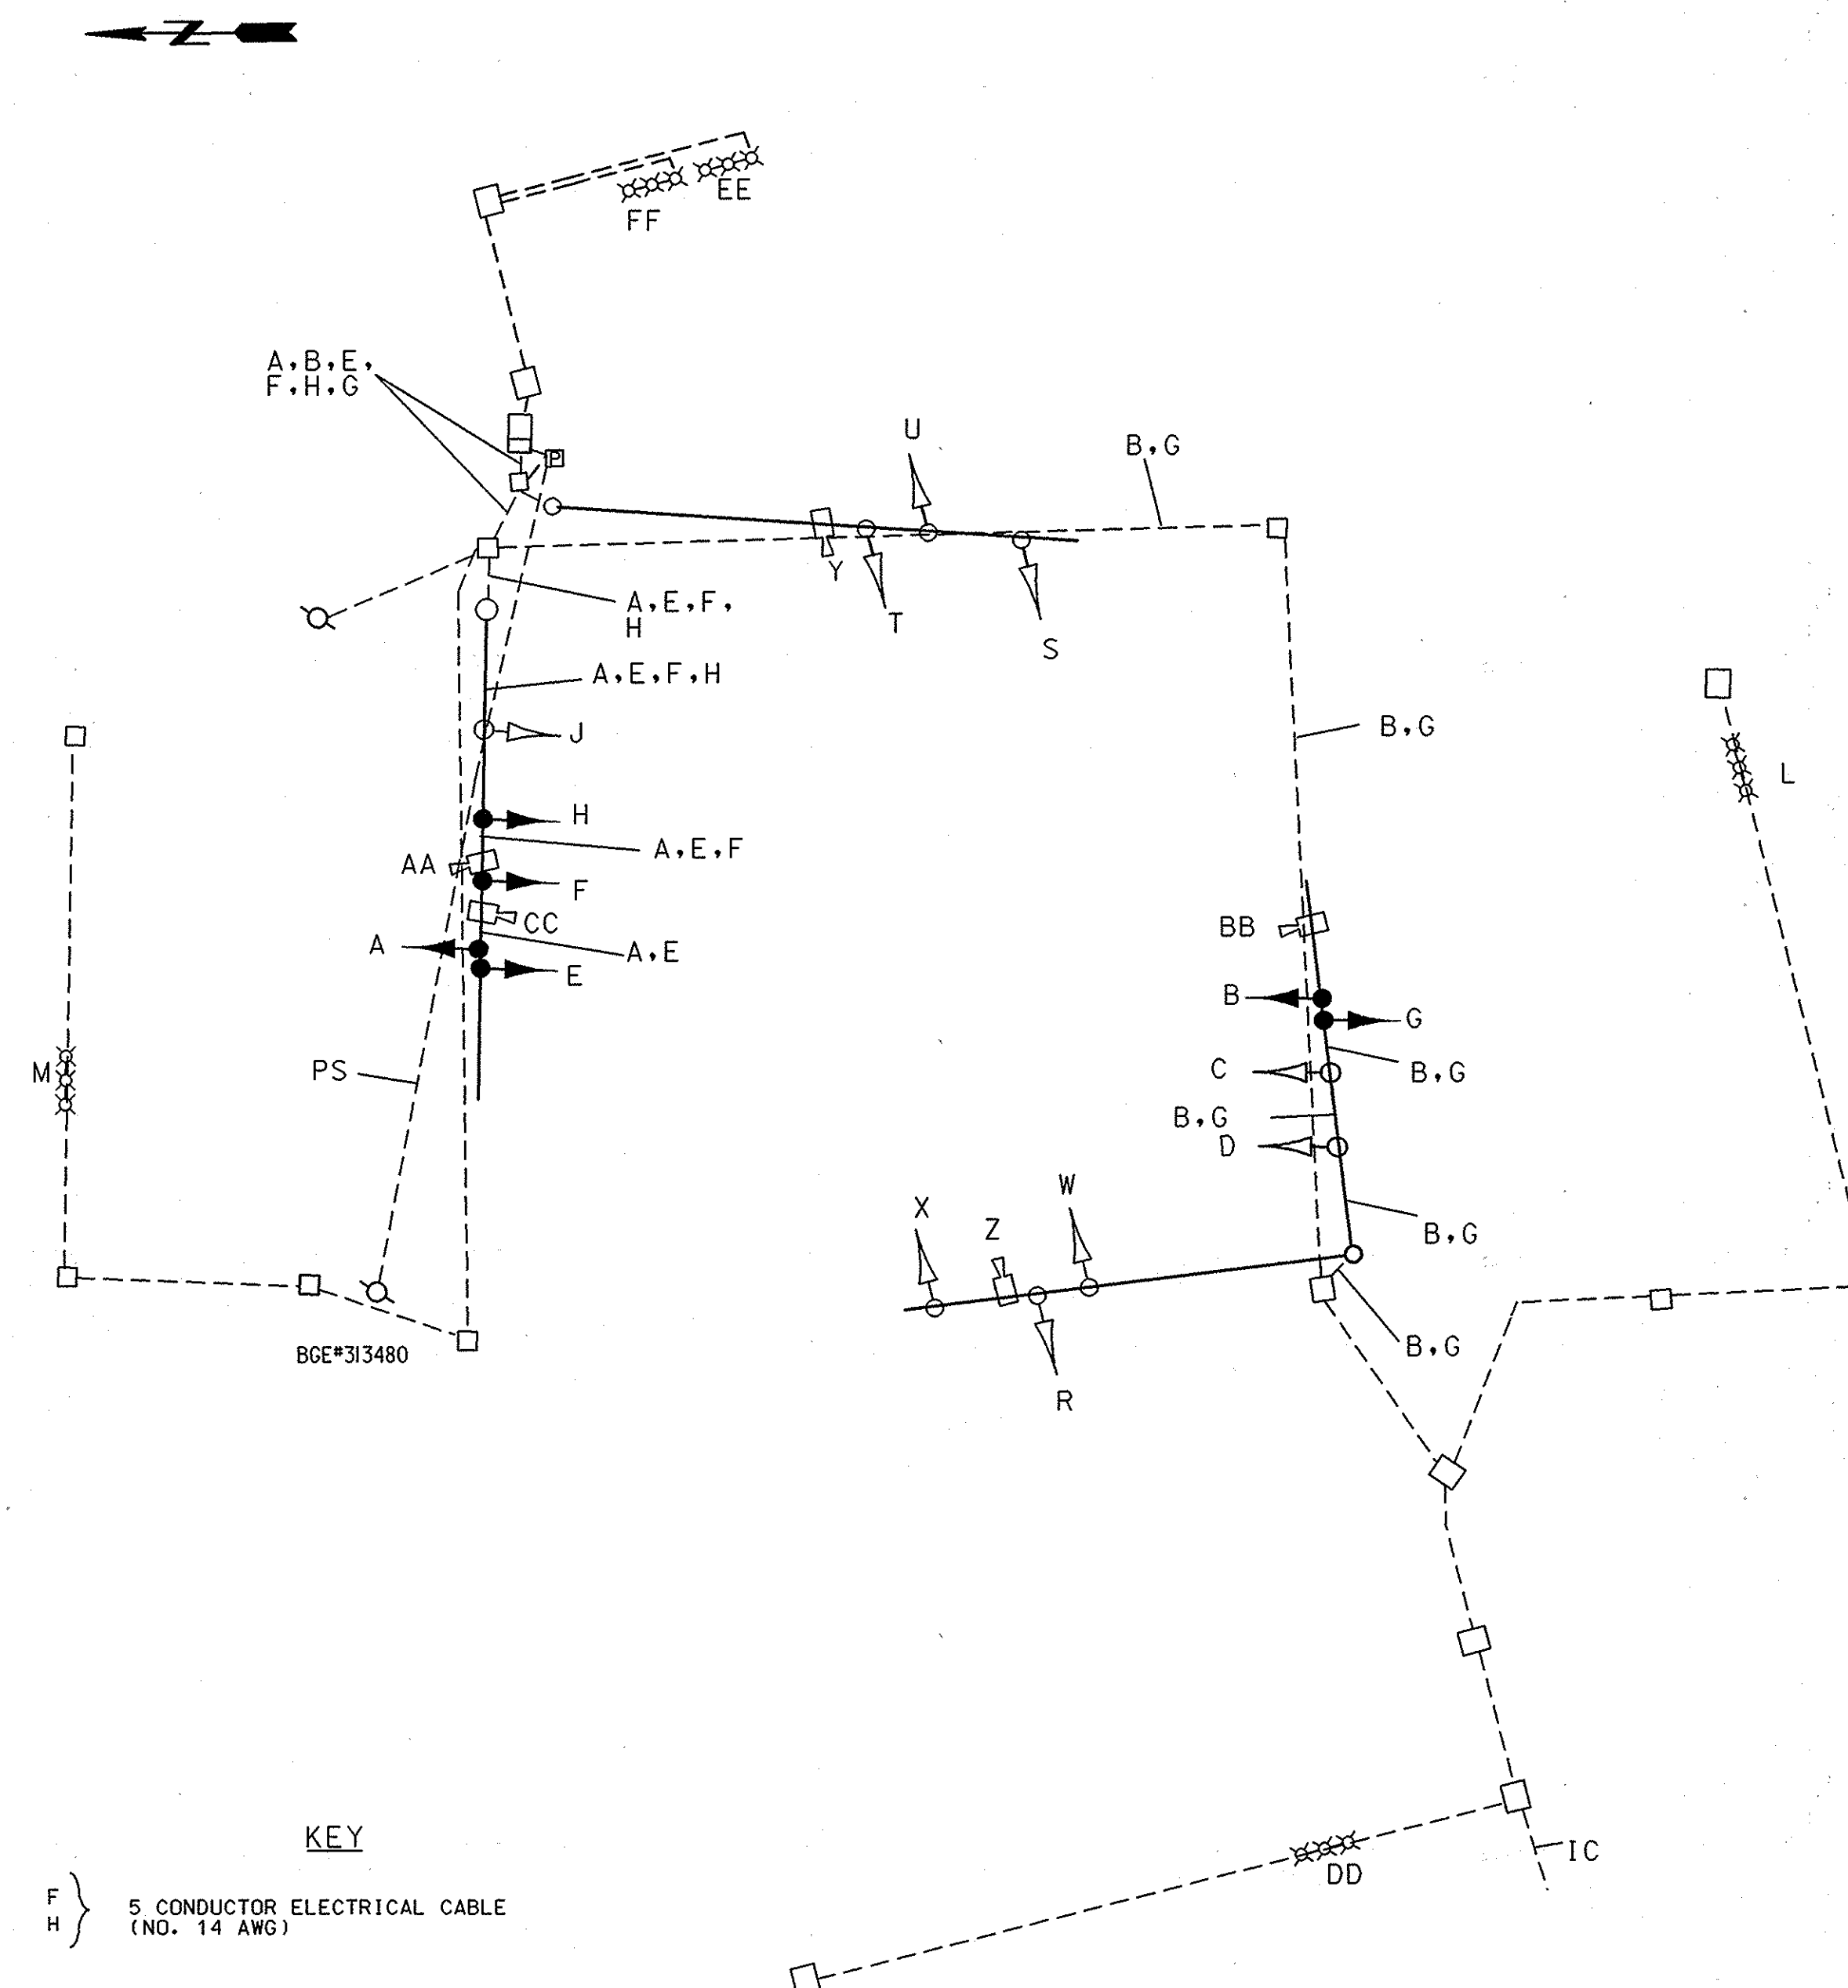 N
EE
FF
A,B,E,
F,H,G
P
U
B,G
Y
T
S
A,E,F,
H
A,E,F,H
J
B,G
L
H
A,E,F
AA
F
CC
BB
A
A,E
E
B
G
M
PS
C
B,G
B,G
D
X
Z
W
B,G
BGE#313480
B,G
R
KEY
IC
DD
F
H
5 CONDUCTOR ELECTRICAL CABLE
(NO. 14 AWG)